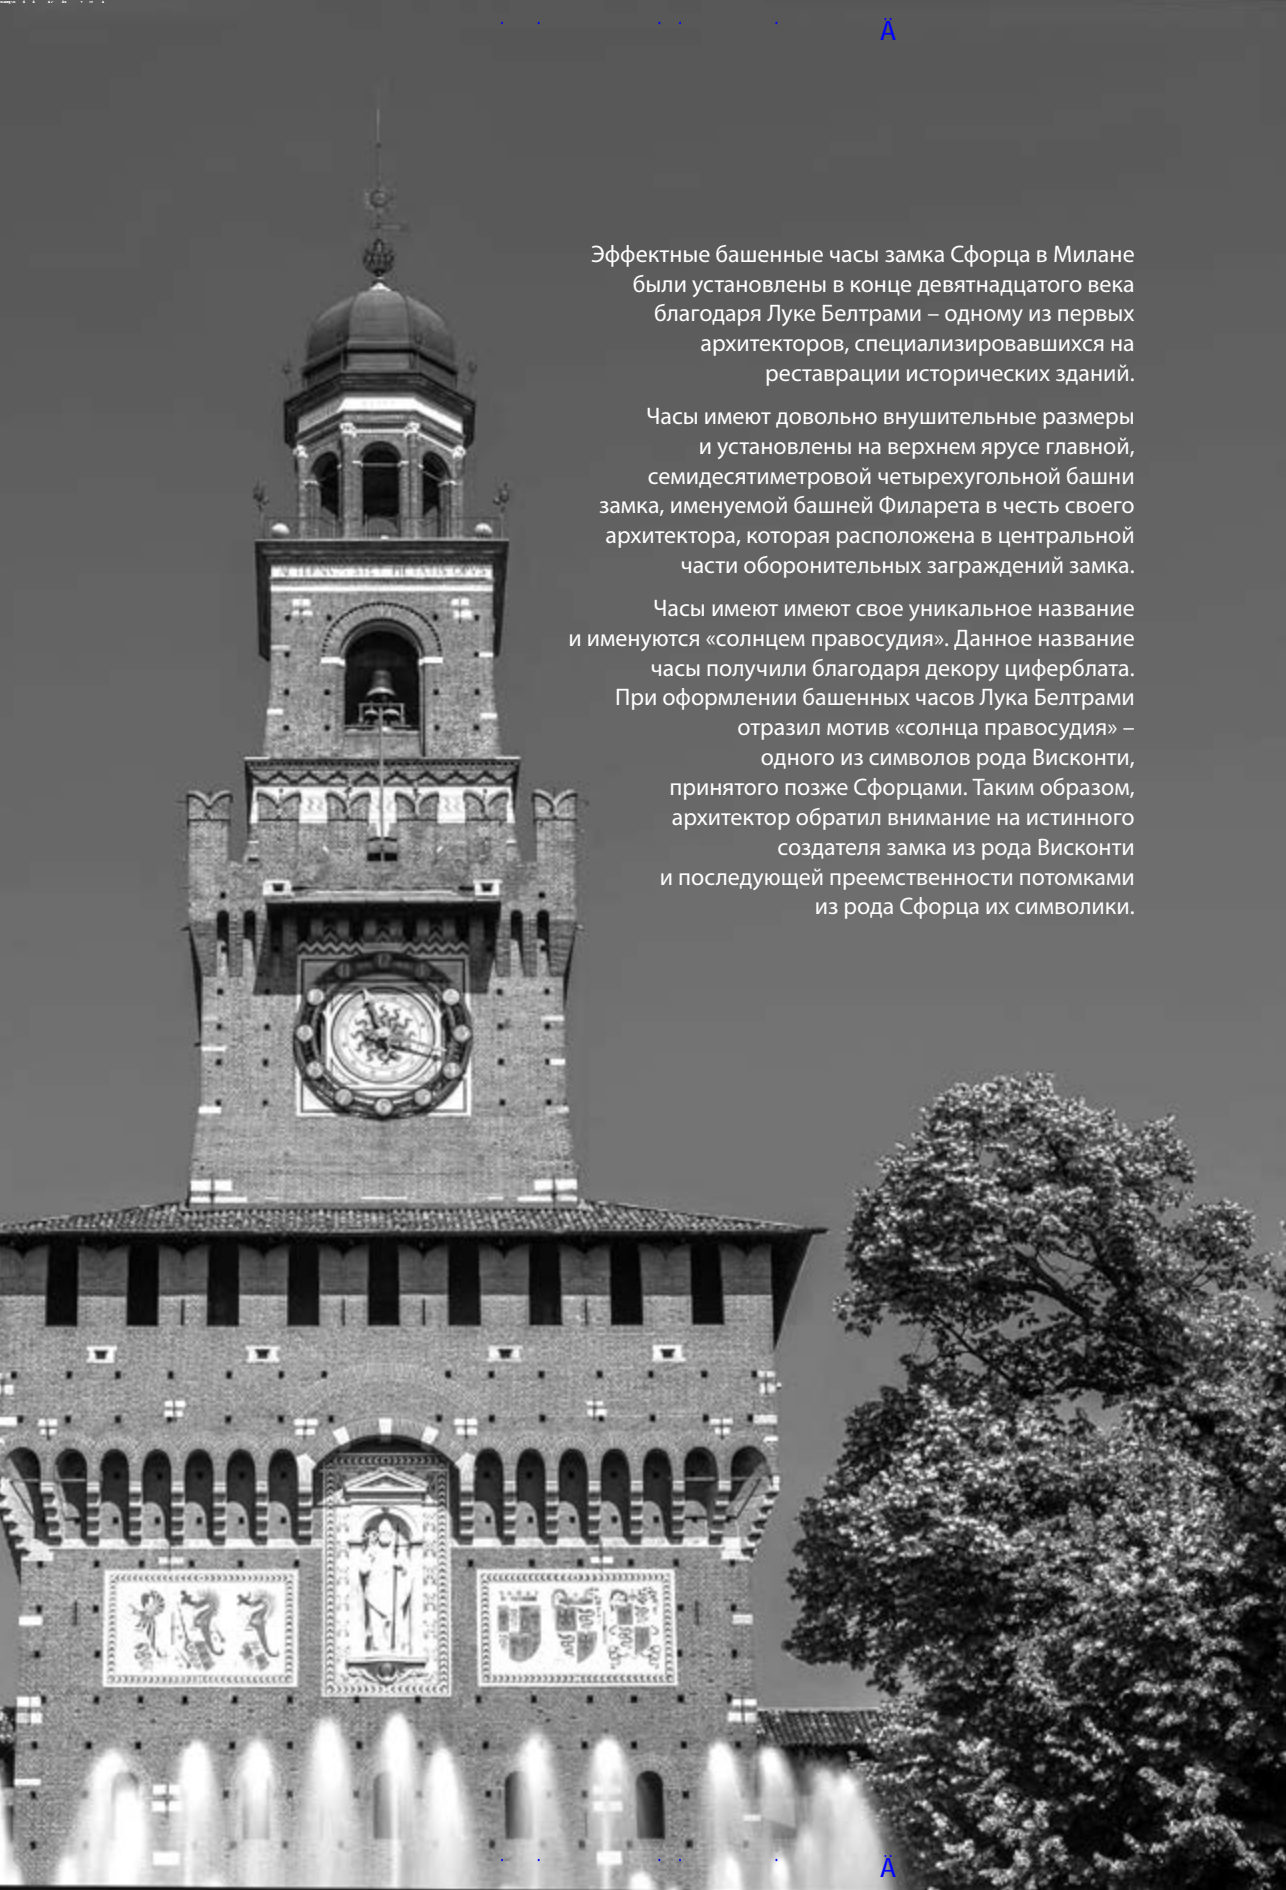 Ä
Эффектные башенные часы замка Сфорца в Милане
были установлены в конце девятнадцатого века
благодаря Луке Белтрами – одному из первых
архитекторов, специализировавшихся на
реставрации исторических зданий.
Часы имеют довольно внушительные размеры
и установлены на верхнем ярусе главной,
семидесятиметровой четырехугольной башни
замка, именуемой башней Филарета в честь своего
архитектора, которая расположена в центральной
части оборонительных заграждений замка.
Часы имеют имеют свое уникальное название
и именуются «солнцем правосудия». Данное название
часы получили благодаря декору циферблата.
При оформлении башенных часов Лука Белтрами
отразил мотив «солнца правосудия» –
одного из символов рода Висконти,
принятого позже Сфорцами. Таким образом,
архитектор обратил внимание на истинного
создателя замка из рода Висконти
и последующей преемственности потомками
из рода Сфорца их символики.
Ä